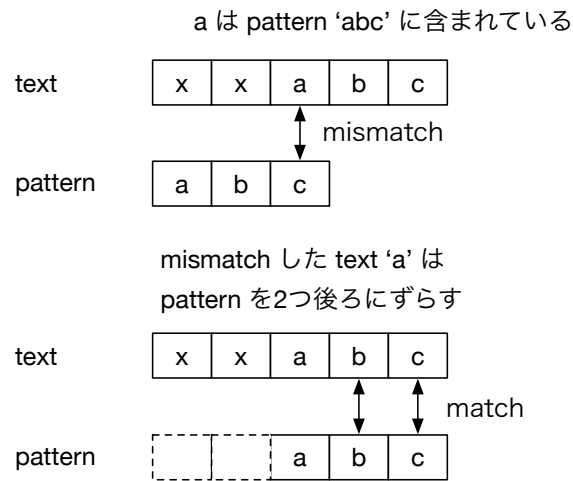 a は pattern ‘abc’ に含まれている
text x x a b c
mismatch
pattern a b c
mismatch した text ‘a’ は
pattern を2つ後ろにずらす
text x x a b c
match
pattern a b c